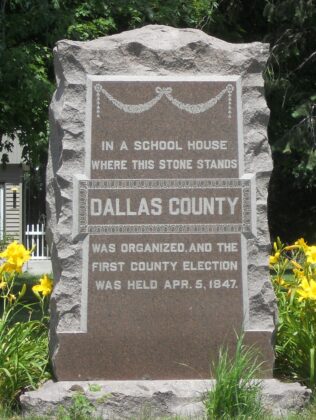 IN A SCHOOL HOUSE
WHERE THIS STONE STANDS
DALLAS COUNTY
WAS ORGANIZED, AND THE
FIRST COUNTY ELECTION
WAS HELD APR. 5, 1847.